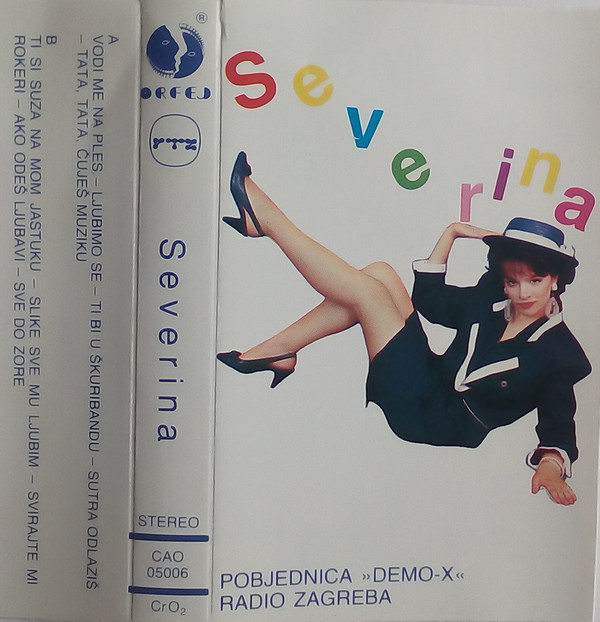 A
VODI ME NA PLES – LJUBIMO SE – TI BI U ŠKURIBANDU – SUTRA ODLAZIŠ
– TATA, TATA, ČUJEŠ MUZIKU
B
TI SI SUZA NA MOM JASTUKU – SLIKE SVE MU LJUBIM – SVIRAJTE MI
ROKERI – AKO ODEŠ LJUBAVI – SVE DO ZORE
®
ORFEJ
RTZ
Severina
STEREO
CAO
05006
CrO₂
Severina
POBJEDNICA »DEMO-X«
RADIO ZAGREBA